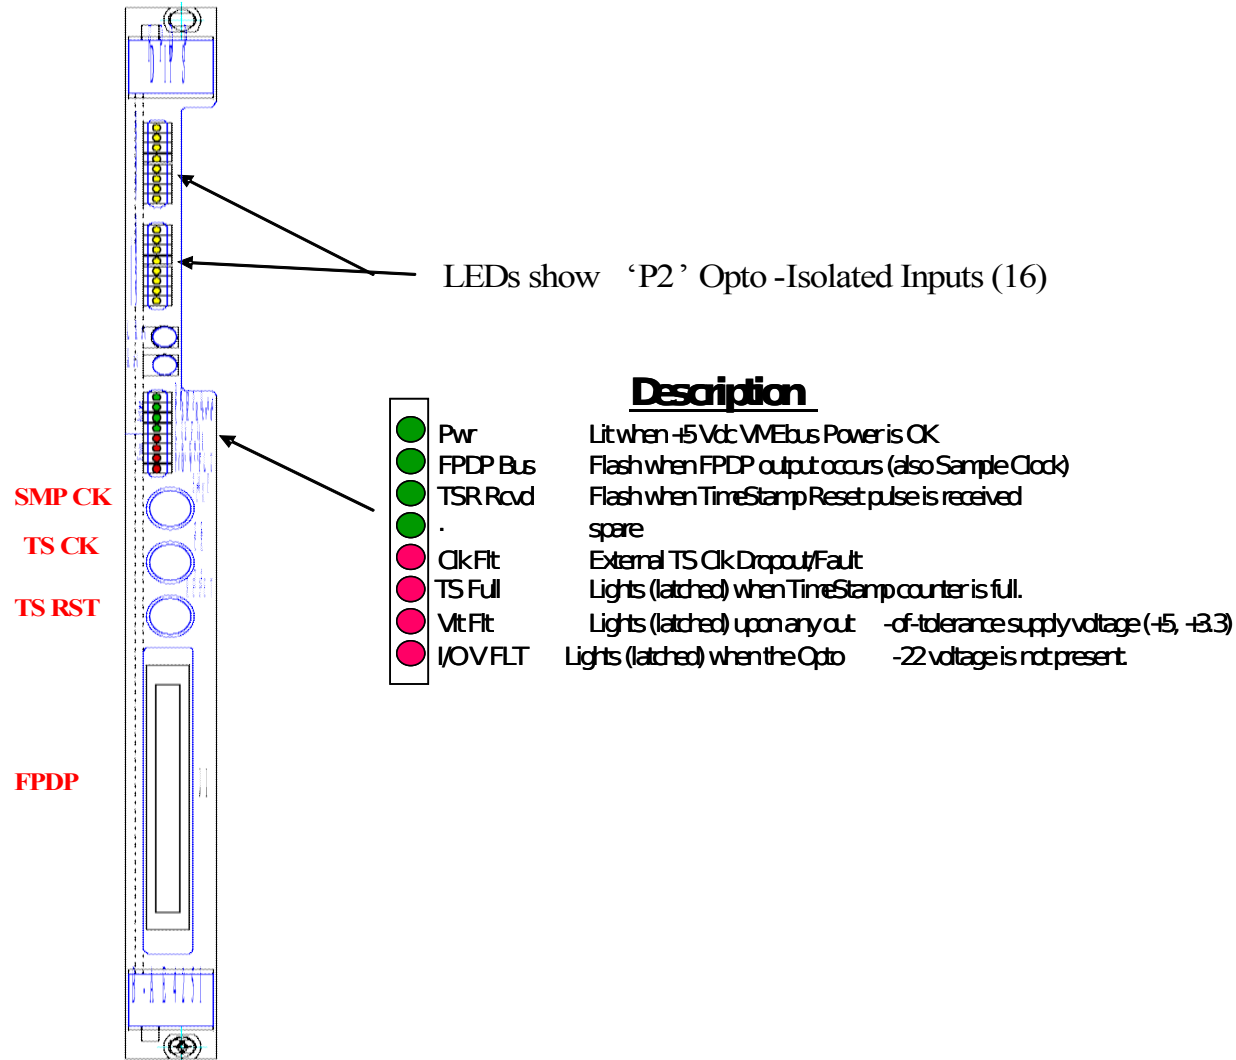 LEDs show ‘P2’ Opto-Isolated Inputs (16)
Description
Pwr Lit when +5 Vdc VMEbus Power is OK
FPDP Bus Flash when FPDP output occurs (also Sample Clock)
TSR Rcvd Flash when TimeStamp Reset pulse is received
. spare
Clk Flt External TS Clk Dropout/Fault
TS Full Lights (latched) when TimeStamp counter is full.
Vlt Flt Lights (latched) upon any out -of-tolerance supply voltage (+5, +3.3)
I/O V FLT Lights (latched) when the Opto -22 voltage is not present.
SMP CK
TS CK
TS RST
FPDP